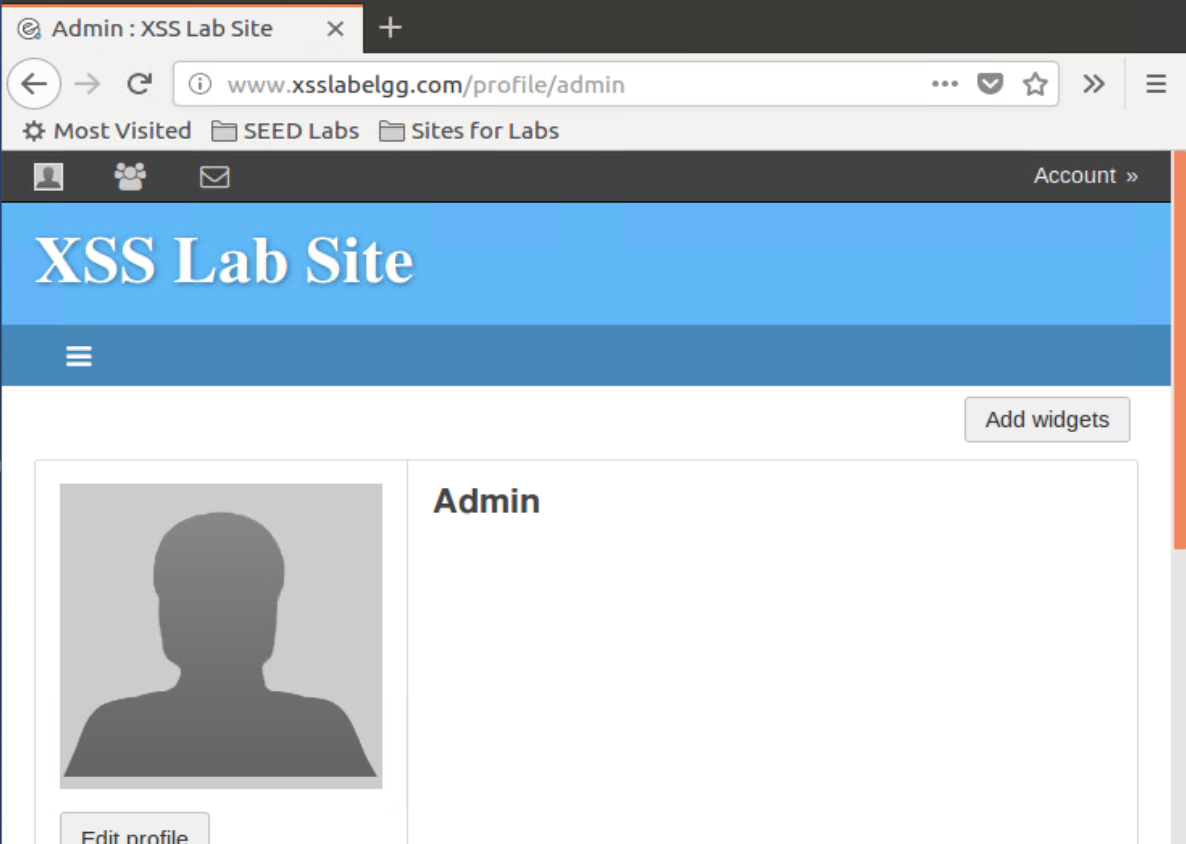 Admin : XSS Lab Site
www.xsslabelgg.com/profile/admin
Most Visited SEED Labs Sites for Labs
Account »
XSS Lab Site
Add widgets
Admin
Edit profile